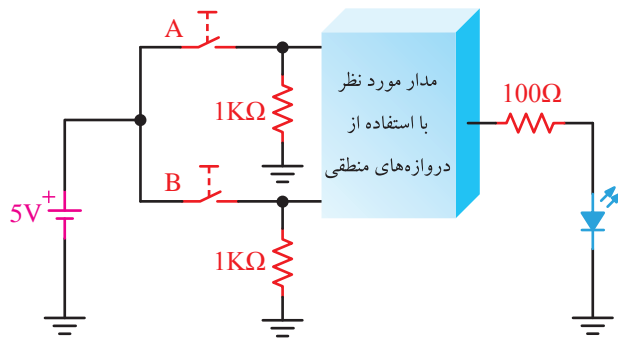 A
1KΩ
مدار مورد نظر
با استفاده از
دروازه‌های منطقی
100Ω
B
5V
+
1KΩ